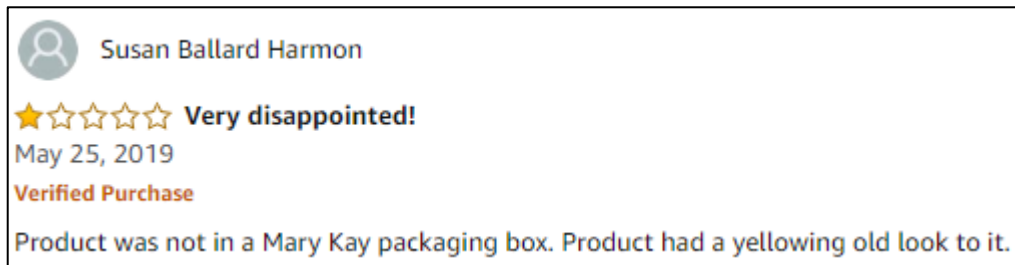 Susan Ballard Harmon
Very disappointed!
May 25, 2019
Verified Purchase
Product was not in a Mary Kay packaging box. Product had a yellowing old look to it.